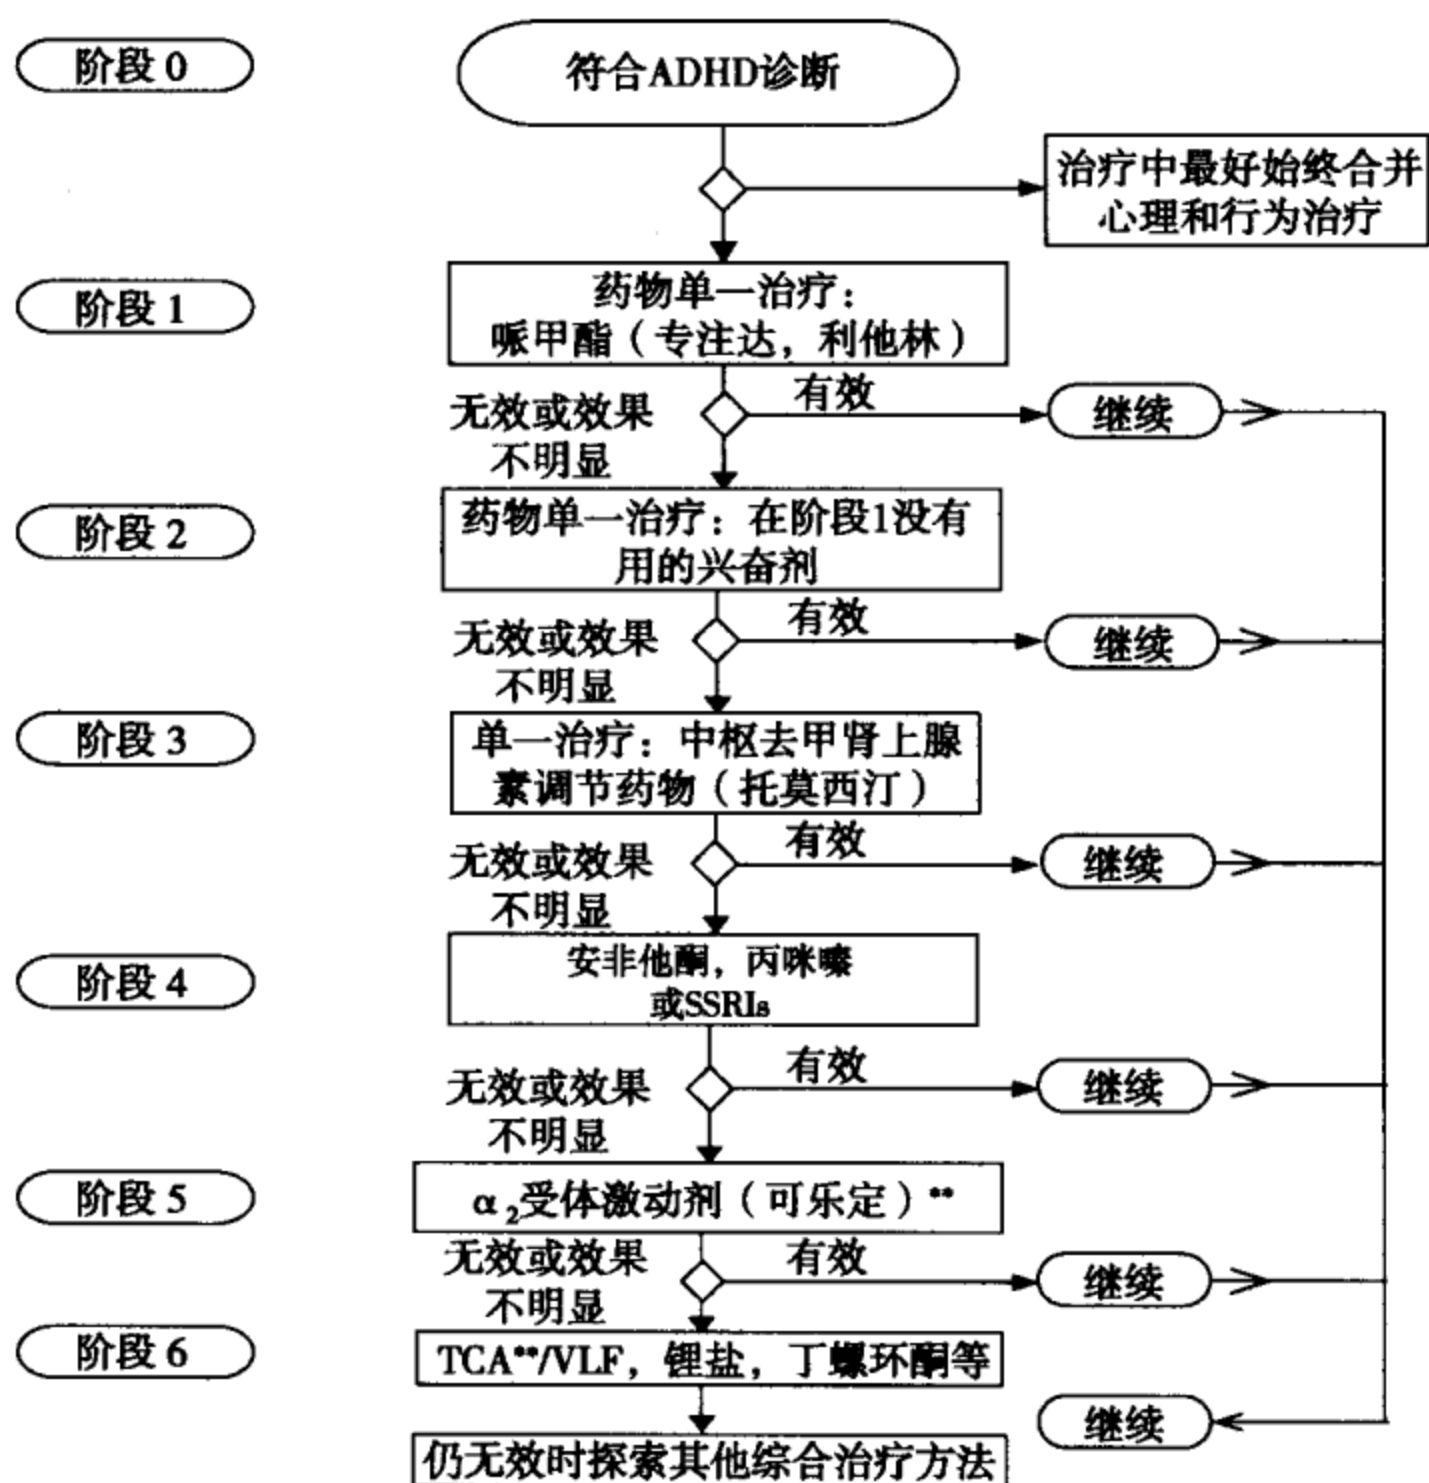 阶段 0
符合ADHD诊断
治疗中最好始终合并
心理和行为治疗
阶段 1
药物单一治疗：
哌甲酯（专注达，利他林）
无效或效果
不明显
有效
继续
阶段 2
药物单一治疗：在阶段1没有
用的兴奋剂
无效或效果
不明显
有效
继续
阶段 3
单一治疗：中枢去甲肾上腺
素调节药物（托莫西汀）
无效或效果
不明显
有效
继续
阶段 4
安非他酮，丙咪嗪
或SSRIs
无效或效果
不明显
有效
继续
阶段 5
α₂受体激动剂（可乐定）**
无效或效果
不明显
有效
继续
阶段 6
TCA**/VLF，锂盐，丁螺环酮等
继续
仍无效时探索其他综合治疗方法